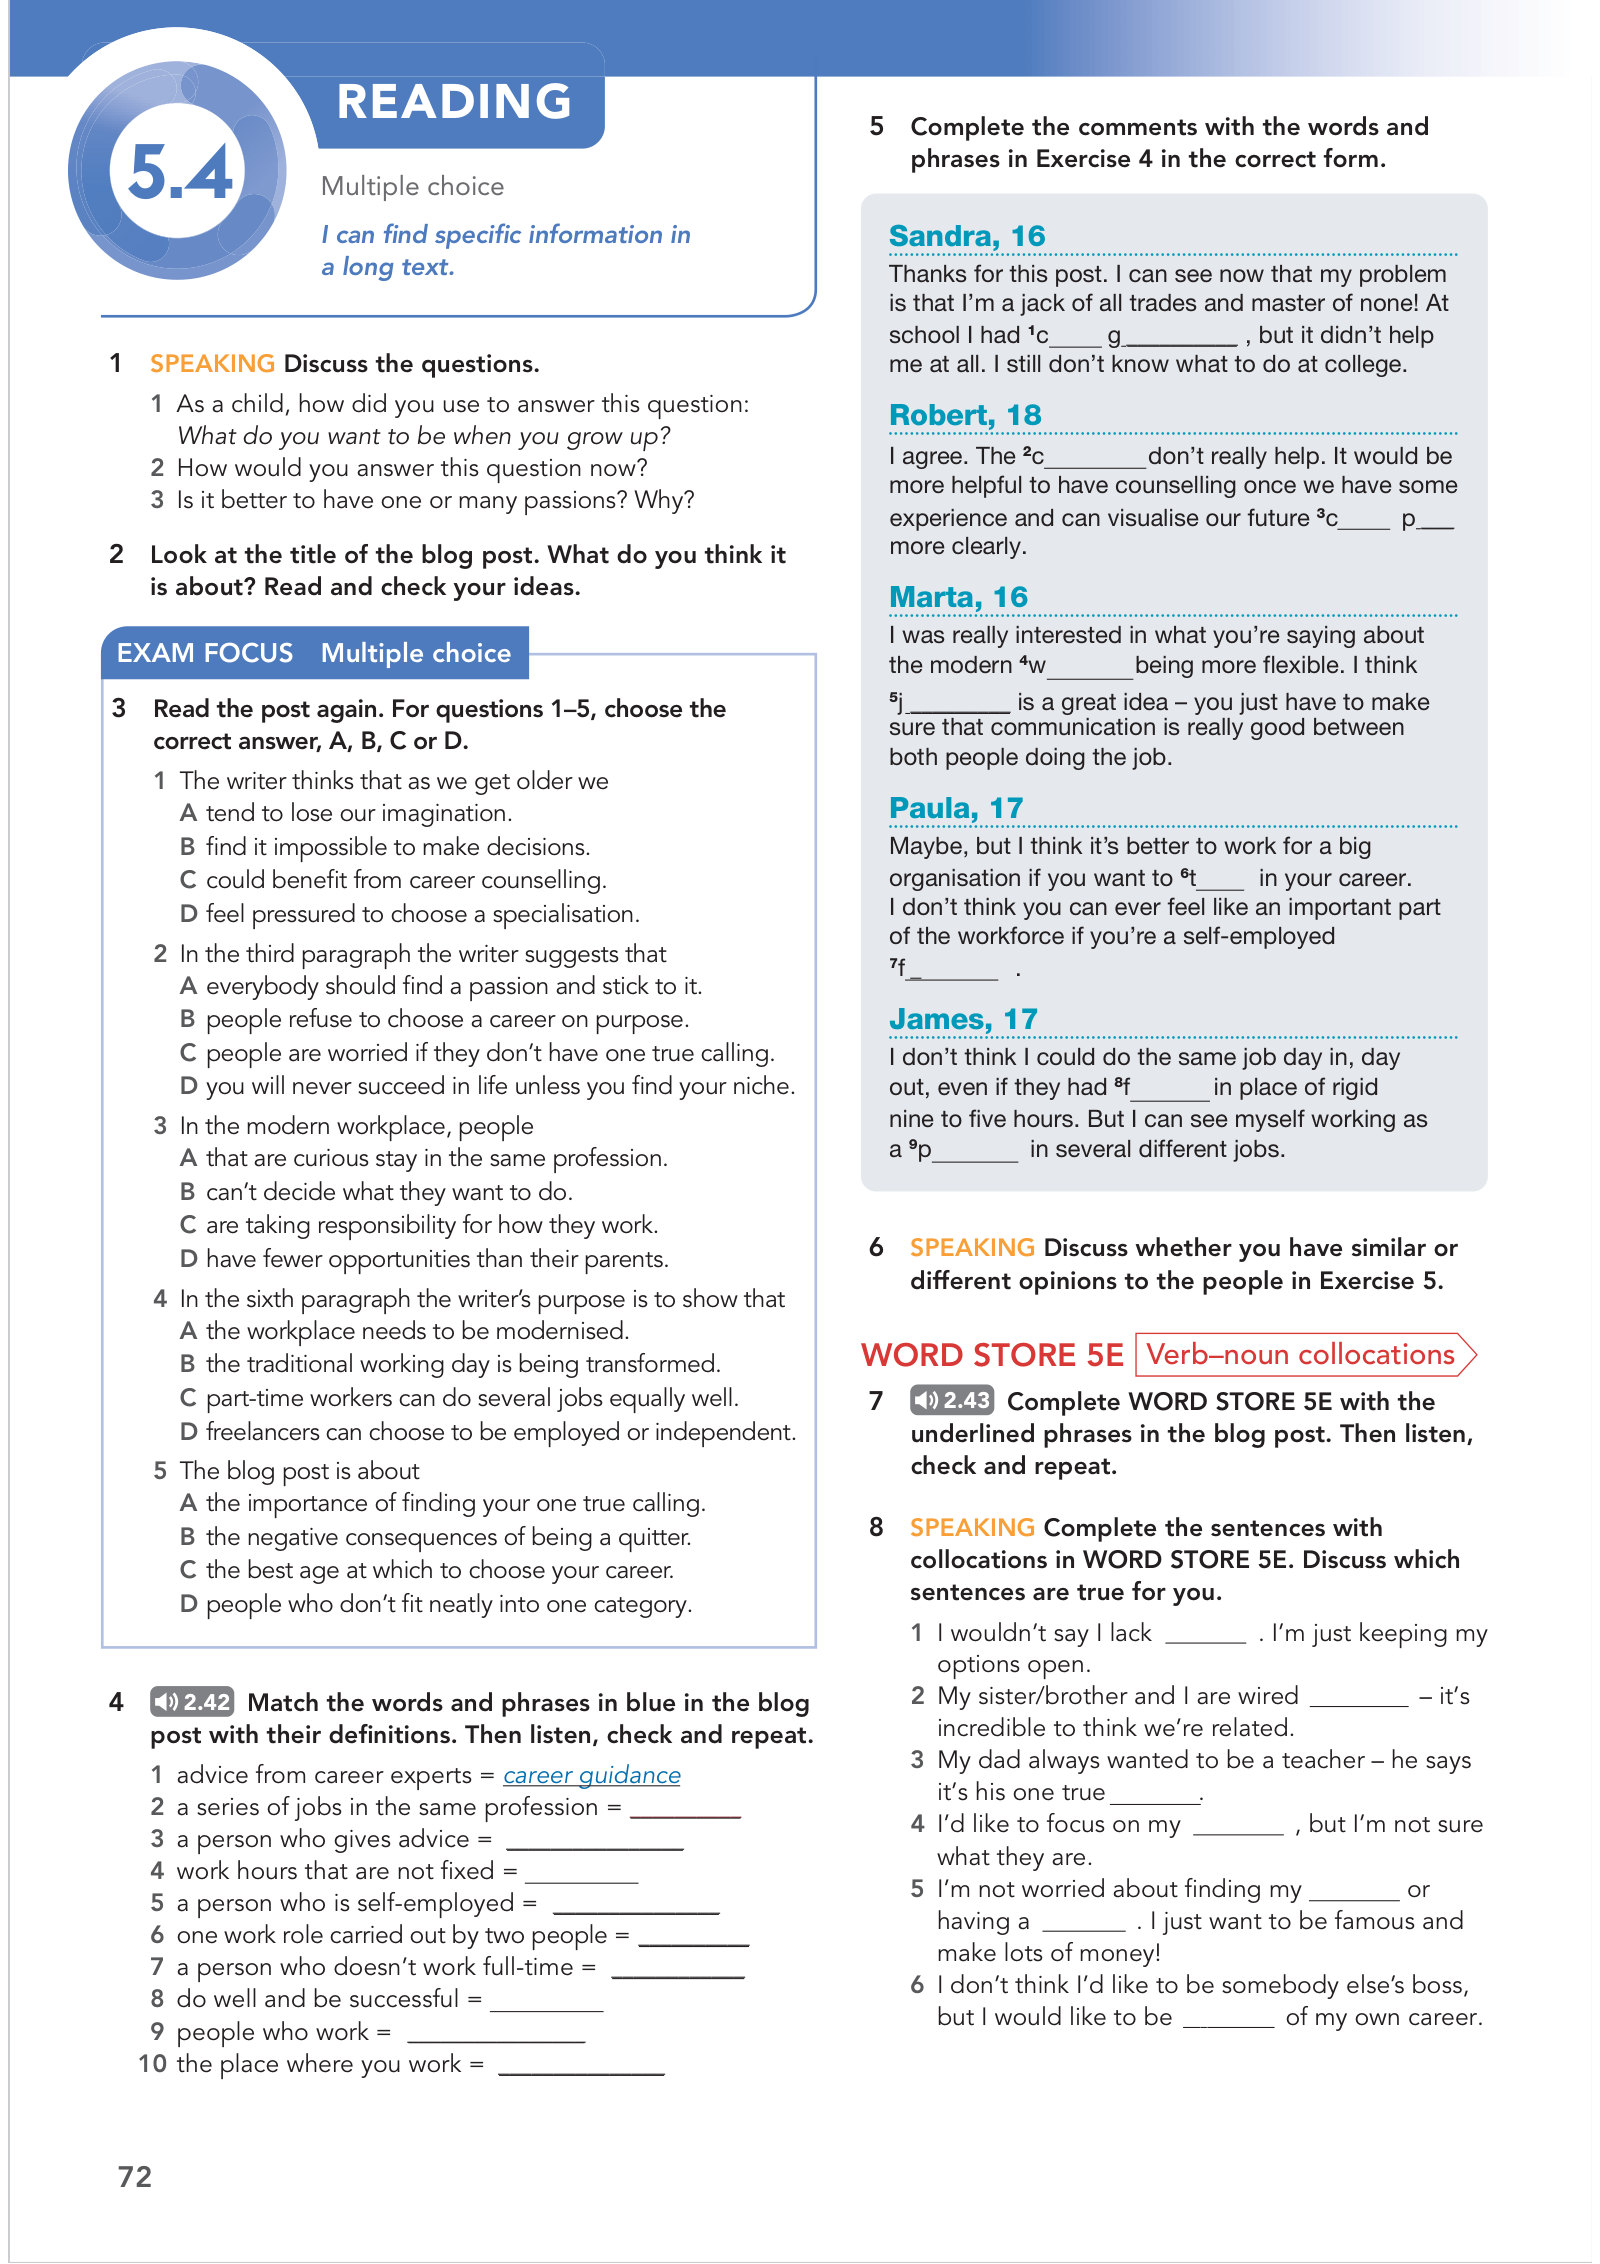 READING
5.4
Multiple choice
I can find specific information in
a long text.
1 SPEAKING Discuss the questions.
1 As a child, how did you use to answer this question:
What do you want to be when you grow up?
2 How would you answer this question now?
3 Is it better to have one or many passions? Why?
2 Look at the title of the blog post. What do you think it
is about? Read and check your ideas.
EXAM FOCUS Multiple choice
3 Read the post again. For questions 1–5, choose the
correct answer, A, B, C or D.
1 The writer thinks that as we get older we
A tend to lose our imagination.
B find it impossible to make decisions.
C could benefit from career counselling.
D feel pressured to choose a specialisation.
2 In the third paragraph the writer suggests that
A everybody should find a passion and stick to it.
B people refuse to choose a career on purpose.
C people are worried if they don't have one true calling.
D you will never succeed in life unless you find your niche.
3 In the modern workplace, people
A that are curious stay in the same profession.
B can't decide what they want to do.
C are taking responsibility for how they work.
D have fewer opportunities than their parents.
4 In the sixth paragraph the writer's purpose is to show that
A the workplace needs to be modernised.
B the traditional working day is being transformed.
C part-time workers can do several jobs equally well.
D freelancers can choose to be employed or independent.
5 The blog post is about
A the importance of finding your one true calling.
B the negative consequences of being a quitter.
C the best age at which to choose your career.
D people who don't fit neatly into one category.
4 2.42 Match the words and phrases in blue in the blog
post with their definitions. Then listen, check and repeat.
1 advice from career experts = career guidance
2 a series of jobs in the same profession = ________
3 a person who gives advice = ________
4 work hours that are not fixed = ________
5 a person who is self-employed = ________
6 one work role carried out by two people = ________
7 a person who doesn't work full-time = ________
8 do well and be successful = ________
9 people who work = ________
10 the place where you work = ________
72
5 Complete the comments with the words and
phrases in Exercise 4 in the correct form.
Sandra, 16
Thanks for this post. I can see now that my problem
is that I'm a jack of all trades and master of none! At
school I had 1c____ g________ , but it didn't help
me at all. I still don't know what to do at college.
Robert, 18
I agree. The 2c________ don't really help. It would be
more helpful to have counselling once we have some
experience and can visualise our future 3c____ p___
more clearly.
Marta, 16
I was really interested in what you're saying about
the modern 4w_______ being more flexible. I think
5j________ is a great idea – you just have to make
sure that communication is really good between
both people doing the job.
Paula, 17
Maybe, but I think it's better to work for a big
organisation if you want to 6t____ in your career.
I don't think you can ever feel like an important part
of the workforce if you're a self-employed
7f________ .
James, 17
I don't think I could do the same job day in, day
out, even if they had 8f______ in place of rigid
nine to five hours. But I can see myself working as
a 9p_______ in several different jobs.
6 SPEAKING Discuss whether you have similar or
different opinions to the people in Exercise 5.
WORD STORE 5E Verb–noun collocations
7 2.43 Complete WORD STORE 5E with the
underlined phrases in the blog post. Then listen,
check and repeat.
8 SPEAKING Complete the sentences with
collocations in WORD STORE 5E. Discuss which
sentences are true for you.
1 I wouldn't say I lack ______ . I'm just keeping my
options open.
2 My sister/brother and I are wired ________ – it's
incredible to think we're related.
3 My dad always wanted to be a teacher – he says
it's his one true _______.
4 I'd like to focus on my _______ , but I'm not sure
what they are.
5 I'm not worried about finding my _______ or
having a ______ . I just want to be famous and
make lots of money!
6 I don't think I'd like to be somebody else's boss,
but I would like to be _______ of my own career.